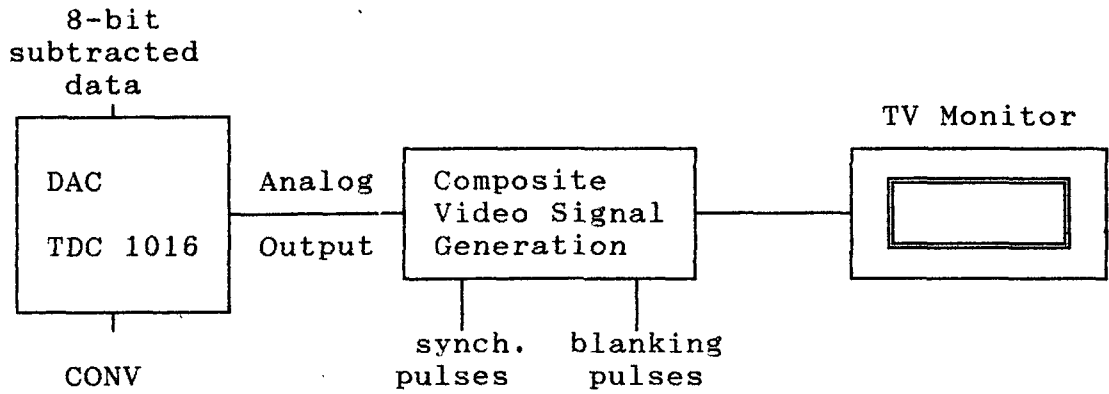 8-bit
subtracted
data
DAC
TDC 1016
CONV
Analog
Output
Composite
Video Signal
Generation
synch.
pulses
blanking
pulses
TV Monitor